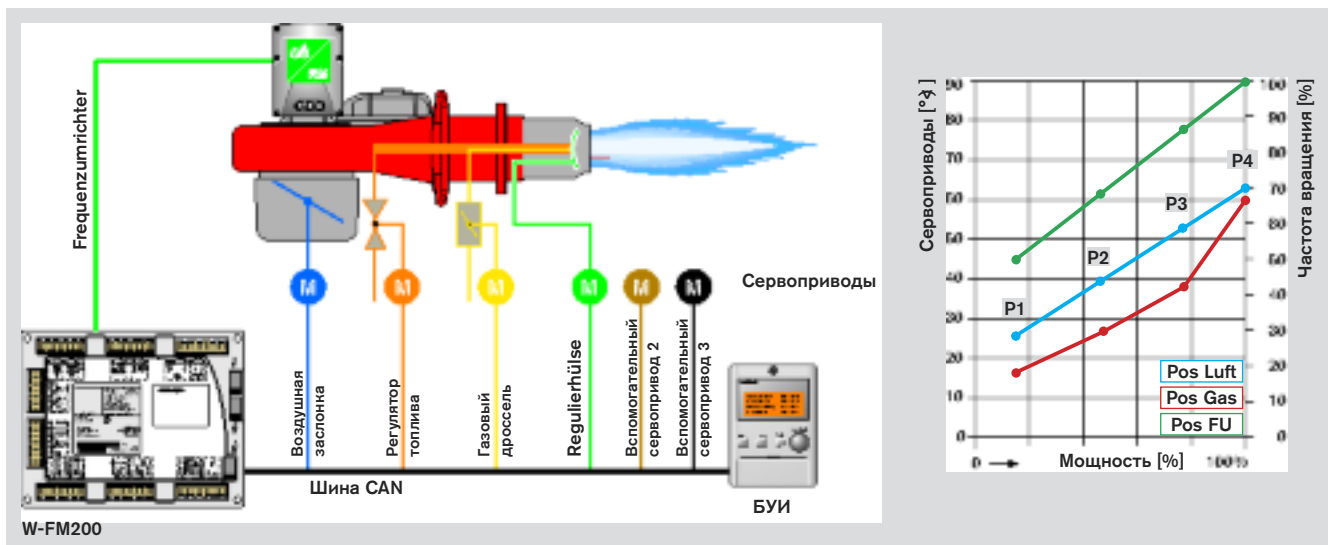 Frequenzumrichter
M
M
M
M
M
M
Сервоприводы
Воздушная
заслонка
Регулятор
топлива
Газовый
дроссель
Regulierhülse
Вспомогательный
сервопривод 2
Вспомогательный
сервопривод 3
Шина CAN
БУИ
W-FM200
Сервоприводы [°∢]
90
80
70
60
50
40
30
20
10
0
P1
P2
P3
P4
Pos Luft
Pos Gas
Pos FU
100
90
80
70
60
50
40
30
20
10
0
Частота вращения [%]
0
Мощность [%]
100%